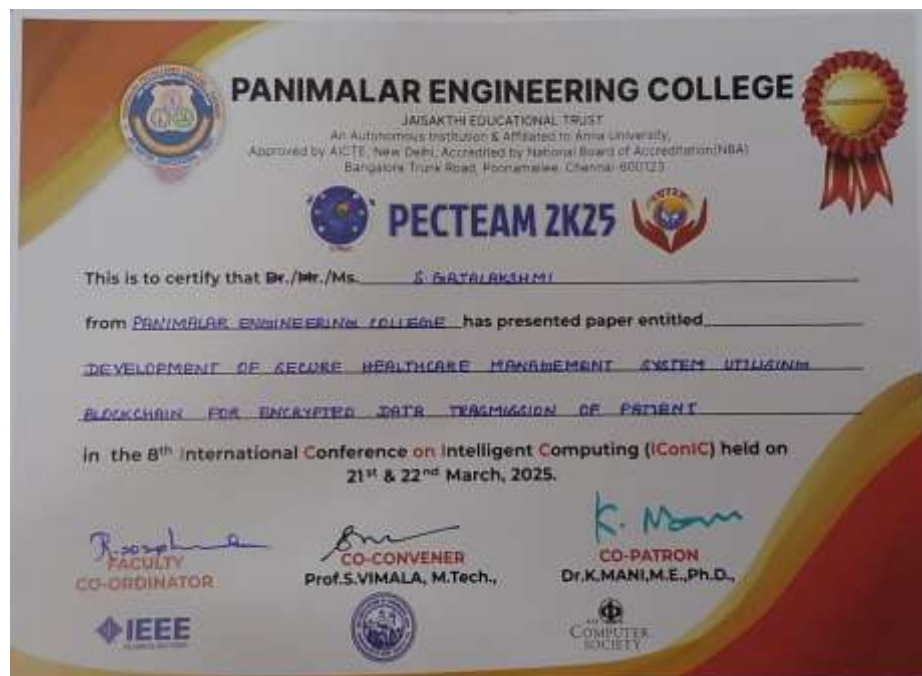 PANIMALAR ENGINEERING COLLEGE
JAISAKTHI EDUCATIONAL TRUST
An Autonomous Institution & Affiliated to Anna University,
Approved by AICTE, New Delhi, Accredited by National Board of Accreditation(NBA)
Bangalore Trunk Road, Poonamallee, Chennai-600123
PECTEAM 2K25
This is to certify that Dr./Mr./Ms. S GATALAKSHMI
from PANIMALAR ENGINEERING COLLEGE has presented paper entitled
DEVELOPMENT OF SECURE HEALTHCARE MANAGEMENT SYSTEM UTILISING
BLOCKCHAIN FOR ENCRYPTED DATA TRASMISSION OF PATIENT
in the 8th International Conference on Intelligent Computing (IConIC) held on
21st & 22nd March, 2025.
K. Mani
FACULTY
CO-ORDINATOR
CO-CONVENER
Prof.S.VIMALA, M.Tech.,
CO-PATRON
Dr.K.MANI,M.E.,Ph.D.,
IEEE
COMPUTER
SOCIETY